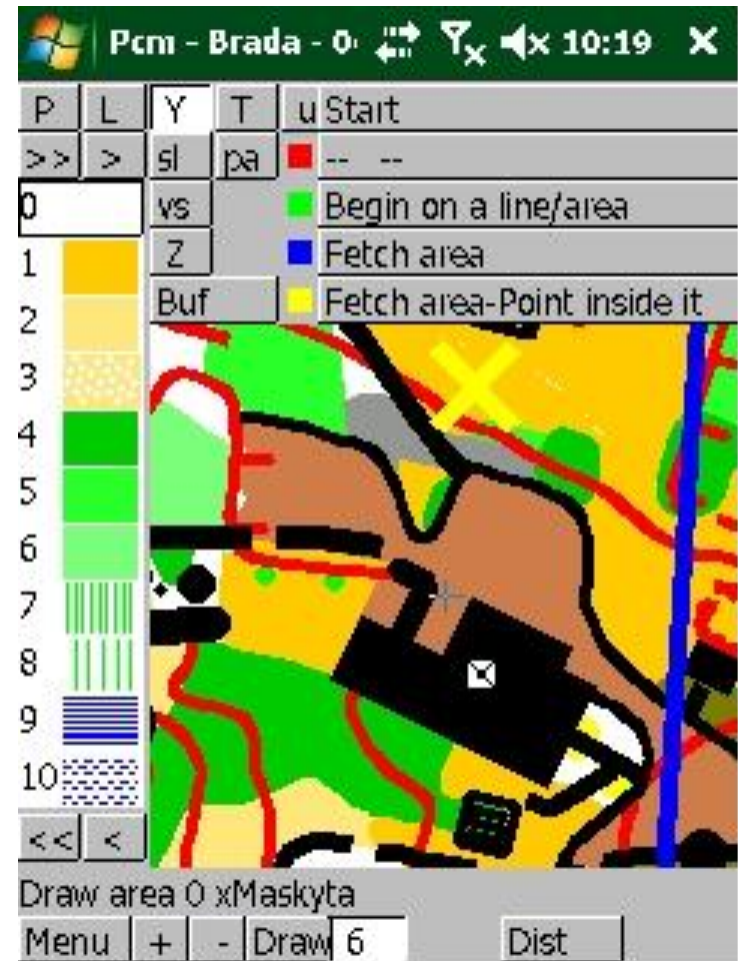 Pcm - Brada - 0 10:19 X
P L Y T u Start
>> > sl pa -- --
0 vs Begin on a line/area
1 Z Fetch area
Buf Fetch area-Point inside it
2
3
4
5
6
7
8
9
10
<< <
Draw area 0 xMaskyta
Menu + - Draw 6 Dist